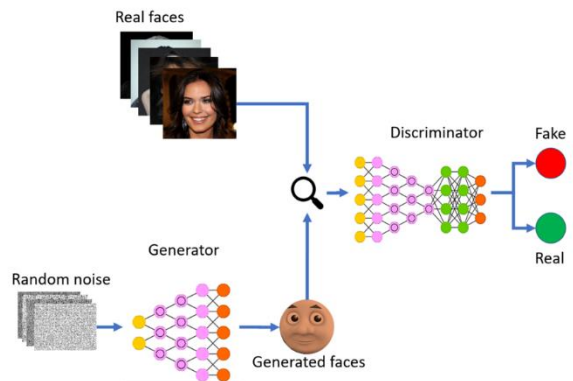 Real faces
Discriminator
Fake
Generator
Real
Random noise
Generated faces